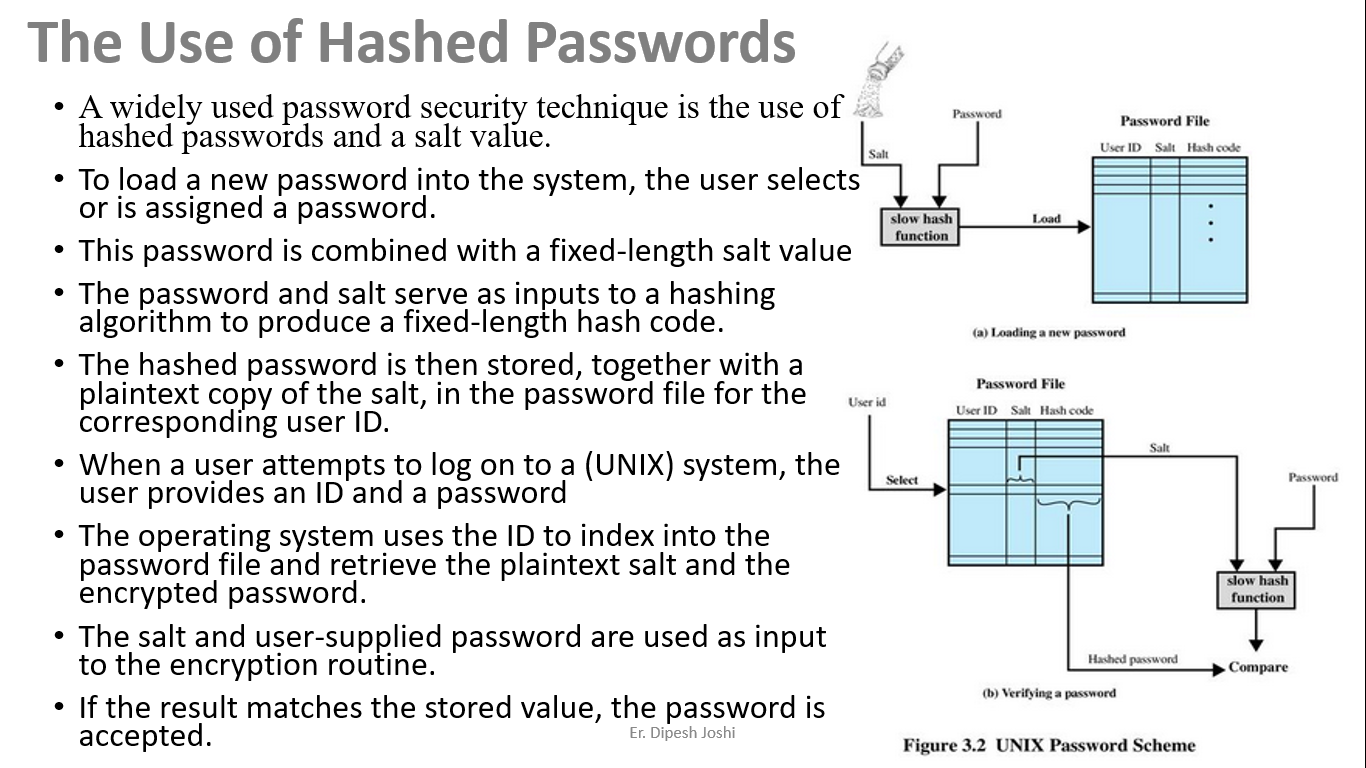 The Use of Hashed Passwords
• A widely used password security technique is the use of
hashed passwords and a salt value.
• To load a new password into the system, the user selects
or is assigned a password.
• This password is combined with a fixed-length salt value
• The password and salt serve as inputs to a hashing
algorithm to produce a fixed-length hash code.
• The hashed password is then stored, together with a
plaintext copy of the salt, in the password file for the
corresponding user ID.
• When a user attempts to log on to a (UNIX) system, the
user provides an ID and a password
• The operating system uses the ID to index into the
password file and retrieve the plaintext salt and the
encrypted password.
• The salt and user-supplied password are used as input
to the encryption routine.
• If the result matches the stored value, the password is
accepted.
Er. Dipesh Joshi
Password
Salt
slow hash
function
Load
Password File
User ID Salt Hash code
(a) Loading a new password
Password File
User id
User ID Salt Hash code
Select
Salt
Password
slow hash
function
Hashed password
Compare
(b) Verifying a password
Figure 3.2 UNIX Password Scheme